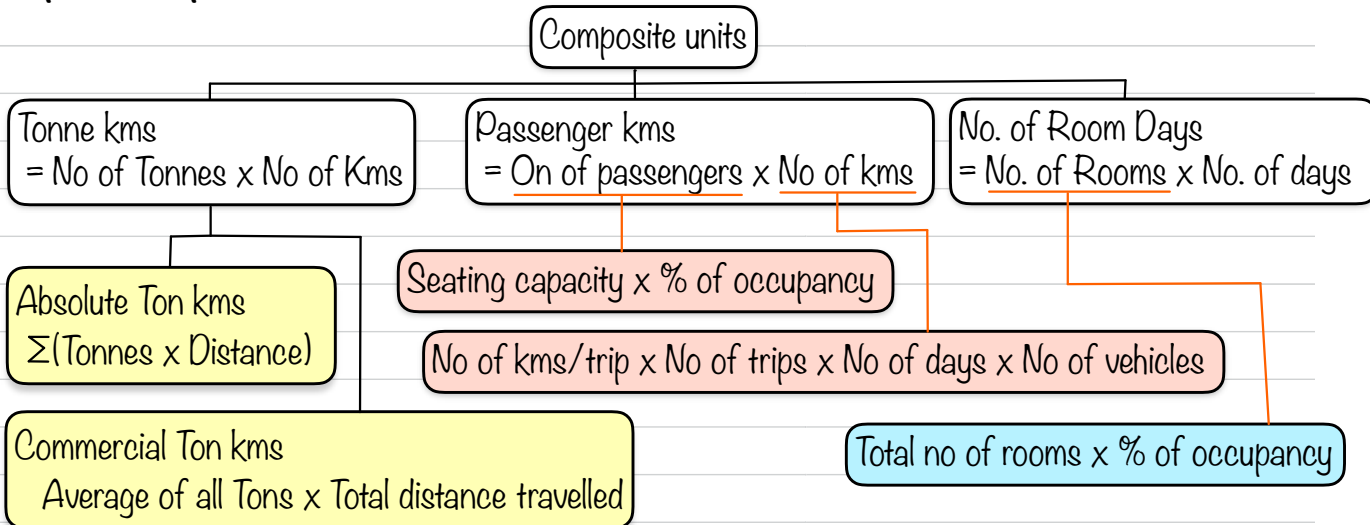 Composite units
Tonne kms
= No of Tonnes x No of Kms
Passenger kms
= On of passengers x No of kms
No. of Room Days
= No. of Rooms x No. of days
Absolute Ton kms
Σ(Tonnes x Distance)
Seating capacity x % of occupancy
No of kms/trip x No of trips x No of days x No of vehicles
Commercial Ton kms
Average of all Tons x Total distance travelled
Total no of rooms x % of occupancy